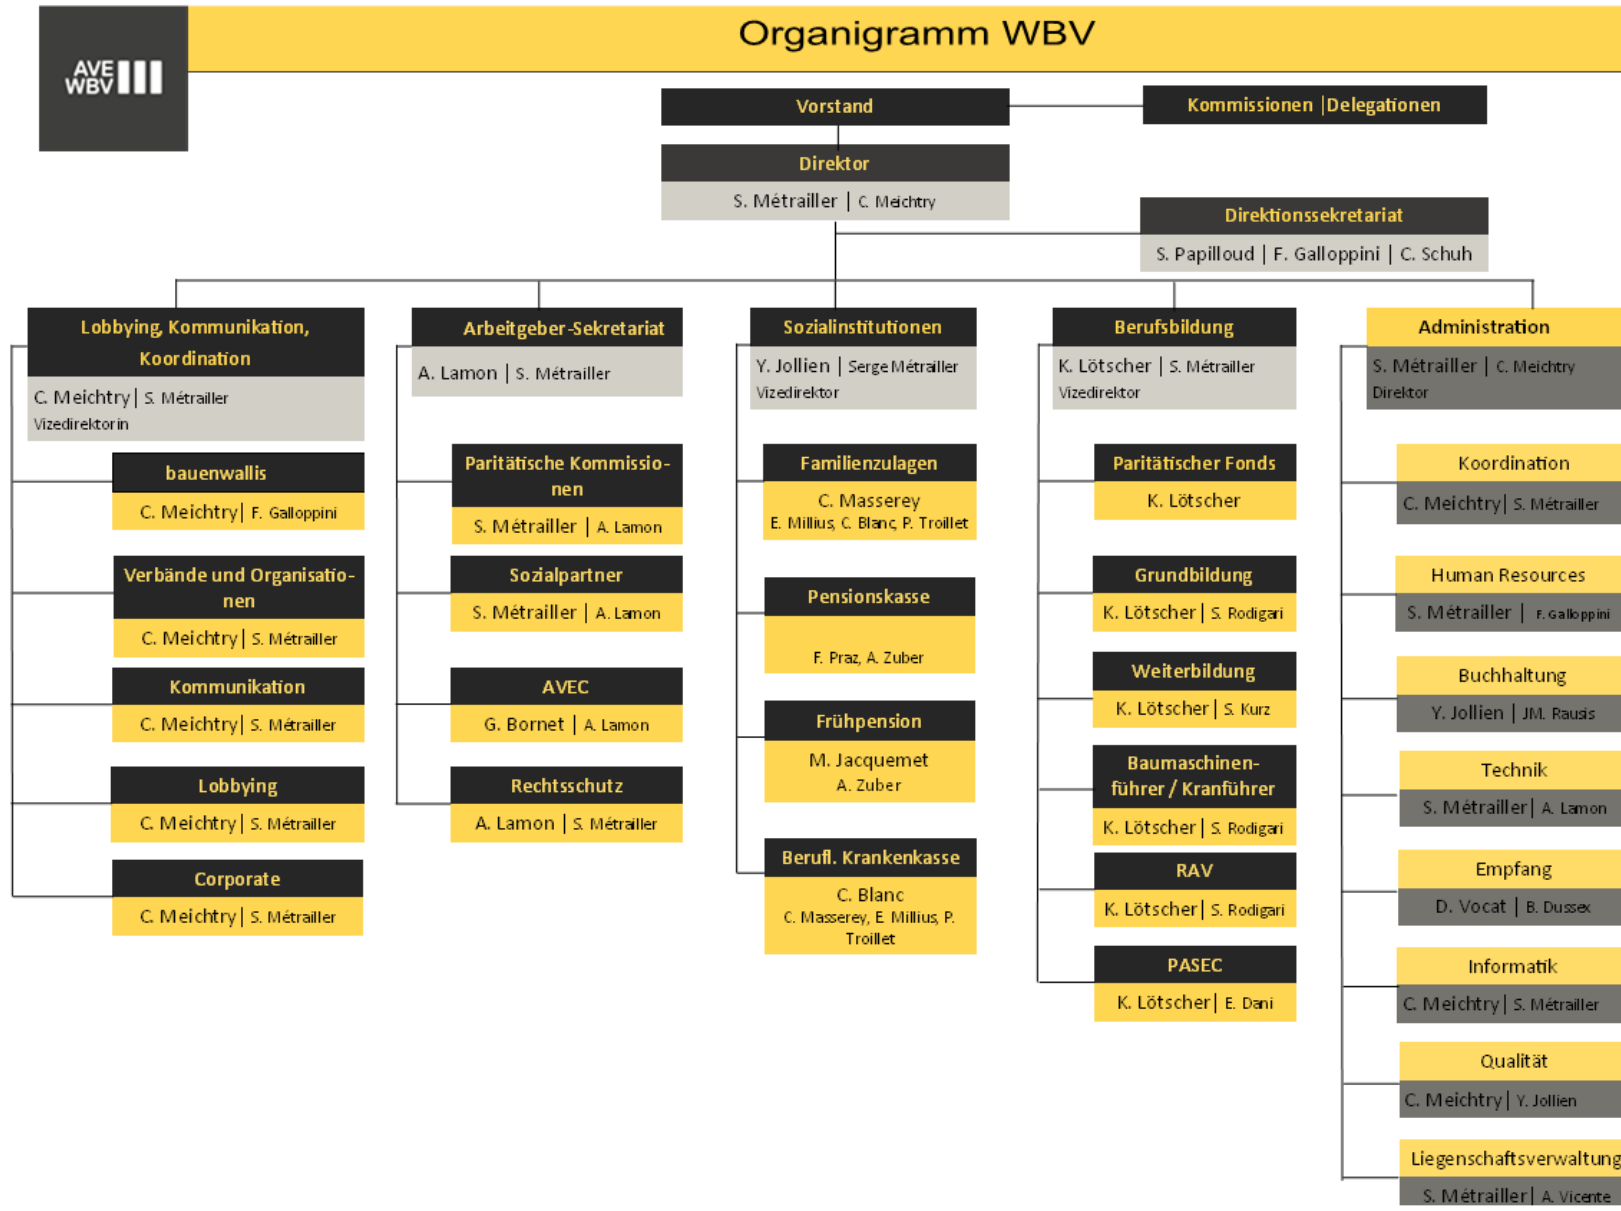 Organigramm WBV
AVE
WBV
Vorstand
Kommissionen |Delegationen
Direktor
S. Métrailler | C. Meichtry
Direktionssekretariat
S. Papilloud | F. Galloppini | C. Schuh
Lobbying, Kommunikation,
Koordination
C. Meichtry | S. Métrailler
Vizedirektorin
bauenwallis
C. Meichtry | F. Galloppini
Verbände und Organisatio-
nen
C. Meichtry | S. Métrailler
Kommunikation
C. Meichtry | S. Métrailler
Lobbying
C. Meichtry | S. Métrailler
Corporate
C. Meichtry | S. Métrailler
Arbeitgeber-Sekretariat
A. Lamon | S. Métrailler
Paritätische Kommissio-
nen
S. Métrailler | A. Lamon
Sozialpartner
S. Métrailler | A. Lamon
AVEC
G. Bornet | A. Lamon
Rechtsschutz
A. Lamon | S. Métrailler
Sozialinstitutionen
Y. Jollien | Serge Métrailler
Vizedirektor
Familienzulagen
C. Masserey
E. Millius, C. Blanc, P. Troillet
Pensionskasse
F. Praz, A. Zuber
Frühpension
M. Jacquemet
A. Zuber
Berufl. Krankenkasse
C. Blanc
C. Masserey, E. Millius, P.
Troillet
Berufsbildung
K. Lötscher | S. Métrailler
Vizedirektor
Paritätischer Fonds
K. Lötscher
Grundbildung
K. Lötscher | S. Rodigari
Weiterbildung
K. Lötscher | S. Kurz
Baumaschinen-
führer / Kranführer
K. Lötscher | S. Rodigari
RAV
K. Lötscher | S. Rodigari
PASEC
K. Lötscher | E. Dani
Administration
S. Métrailler | C. Meichtry
Direktor
Koordination
C. Meichtry | S. Métrailler
Human Resources
S. Métrailler | F. Galloppini
Buchhaltung
Y. Jollien | JM. Rausis
Technik
S. Métrailler | A. Lamon
Empfang
D. Vocat | B. Dussex
Informatik
C. Meichtry | S. Métrailler
Qualität
C. Meichtry | Y. Jollien
Liegenschaftsverwaltung
S. Métrailler | A. Vicente